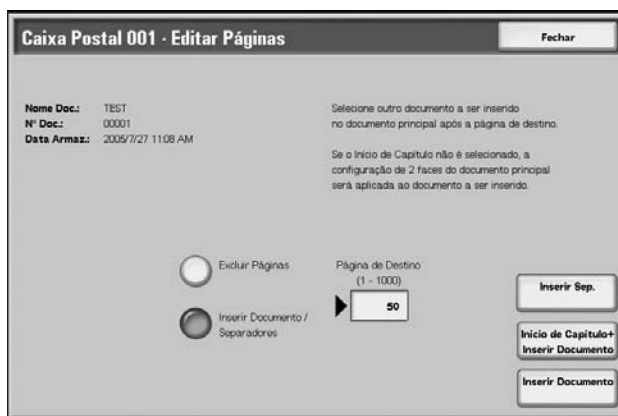 Caixa Postal 001 - Editar Páginas
Fechar
Nome Doc.: TEST
Nº Doc.: 00001
Data Armaz.: 2005/7/27 11:08 AM
Selecione outro documento a ser inserido
no documento principal após a página de destino.
Se o Início de Capítulo não é selecionado, a
configuração de 2 faces do documento principal
será aplicada ao documento a ser inserido.
Excluir Páginas
Inserir Documento /
Separadores
Página de Destino
(1 - 1000)
50
Inserir Sep.
Início de Capítulo+
Inserir Documento
Inserir Documento